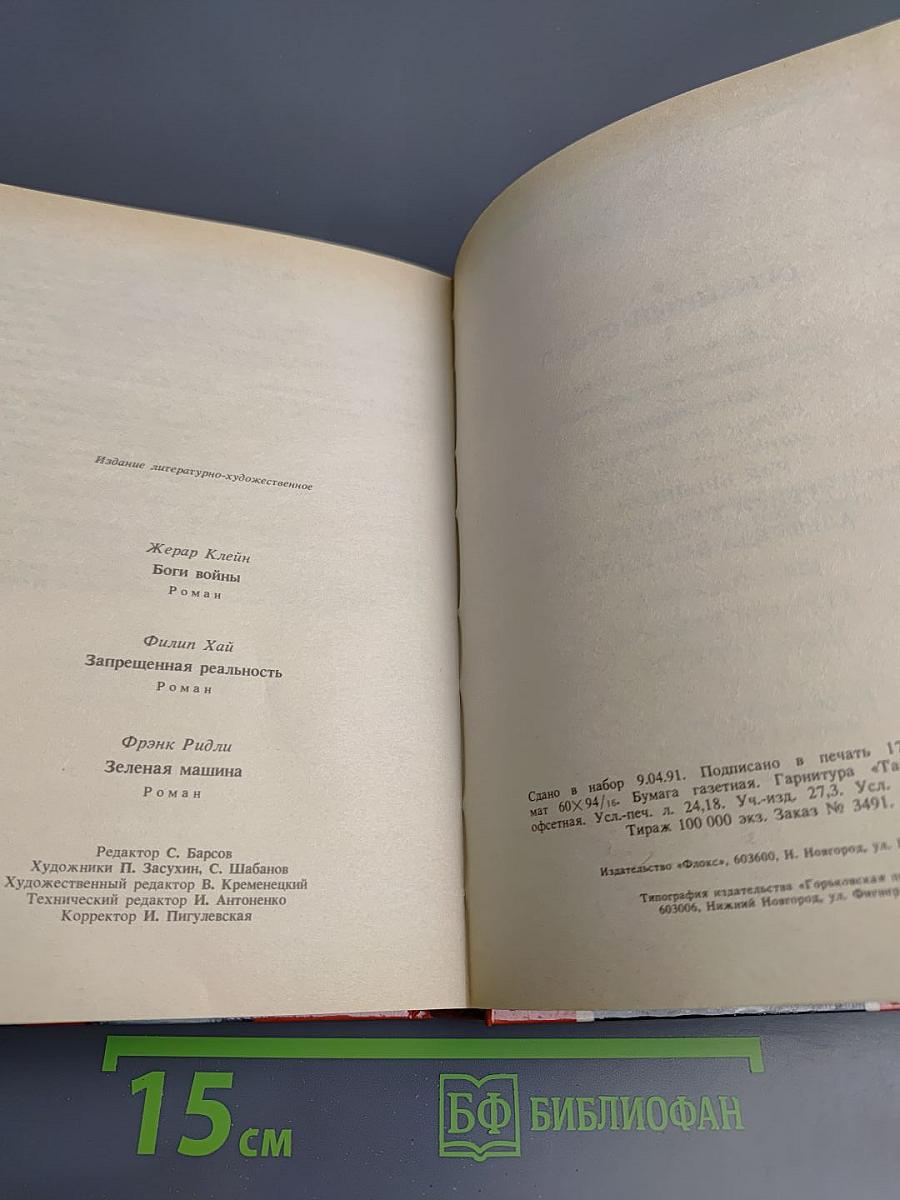 Издание литературно-художественное
Жерар Клейн
Боги войны
Роман
Филип Хай
Запрещенная реальность
Роман
Фрэнк Ридли
Зеленая машина
Роман
Редактор С. Барсов
Художники П. Засухин, С. Шабанов
Художественный редактор В. Кременецкий
Технический редактор И. Антоненко
Корректор И. Пигулевская
Сдано в набор 9.04.91. Подписано в печать 17
мат 60×94/16. Бумага газетная. Гарнитура «Та
офсетная. Усл.-печ. л. 24,18. Уч.-изд. 27,3. Усл.
Тираж 100 000 экз. Заказ № 3491.
Издательство «Флокс», 603600, Н. Новгород, ул.
Типография издательства «Горьковская п
603006, Нижний Новгород, ул. Фигнер
15 см
БФ БИБЛИОФАН